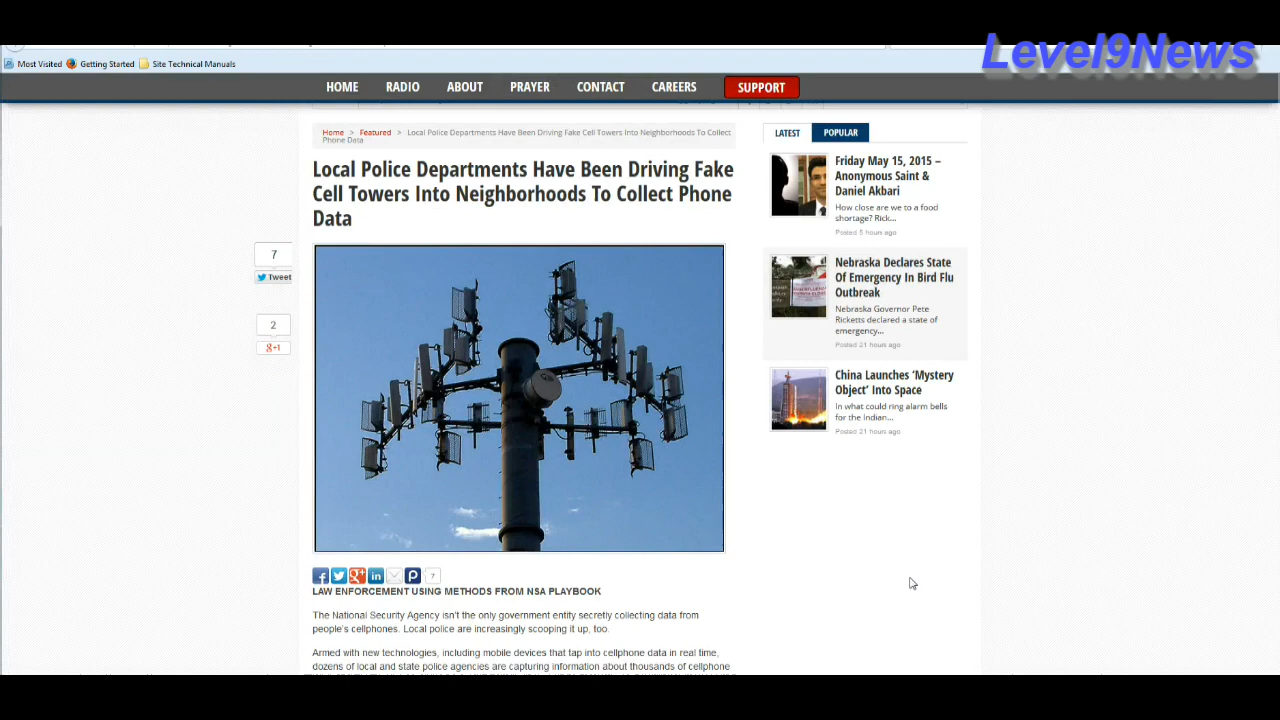 Level9News
Most Visited
Getting Started
Site Technical Manuals
HOME
RADIO
ABOUT
PRAYER
CONTACT
CAREERS
SUPPORT
Home > Featured > Local Police Departments Have Been Driving Fake Cell Towers Into Neighborhoods To Collect
Phone Data
Local Police Departments Have Been Driving Fake
Cell Towers Into Neighborhoods To Collect Phone
Data
7
Tweet
2
g+1
7
LAW ENFORCEMENT USING METHODS FROM NSA PLAYBOOK
The National Security Agency isn't the only government entity secretly collecting data from
people's cellphones. Local police are increasingly scooping it up, too.
Armed with new technologies, including mobile devices that tap into cellphone data in real time,
dozens of local and state police agencies are capturing information about thousands of cellphone
LATEST
POPULAR
Friday May 15, 2015 –
Anonymous Saint &
Daniel Akbari
How close are we to a food
shortage? Rick...
Posted 5 hours ago
Nebraska Declares State
Of Emergency In Bird Flu
Outbreak
Nebraska Governor Pete
Ricketts declared a state of
emergency...
Posted 21 hours ago
China Launches ‘Mystery
Object’ Into Space
In what could ring alarm bells
for the Indian...
Posted 21 hours ago